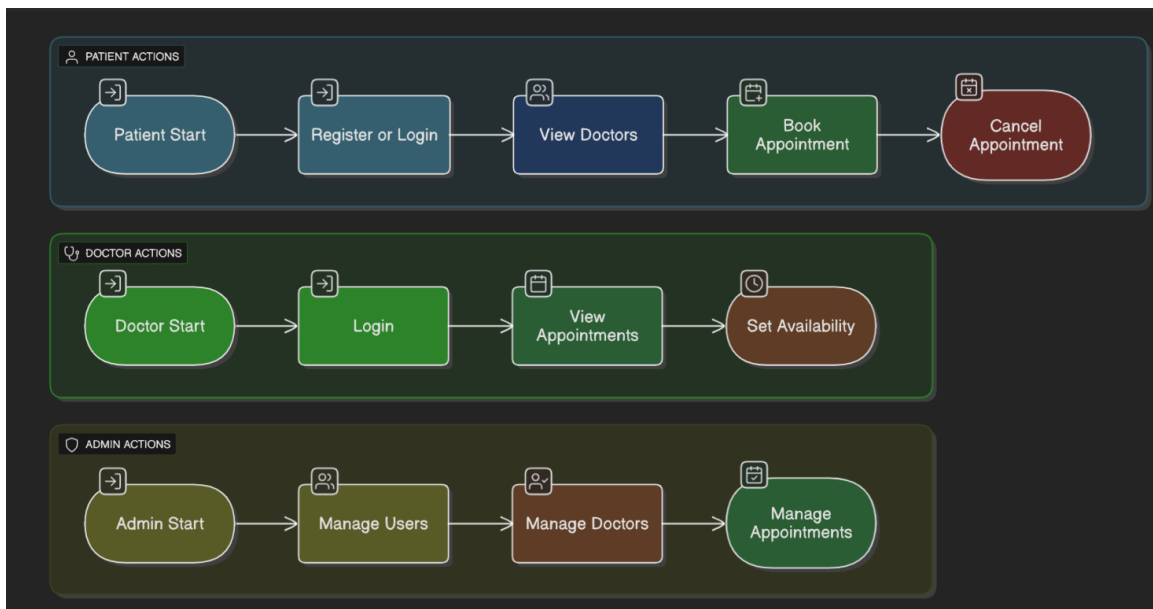 PATIENT ACTIONS
Patient Start
Register or Login
View Doctors
Book
Appointment
Cancel
Appointment
DOCTOR ACTIONS
Doctor Start
Login
View
Appointments
Set Availability
ADMIN ACTIONS
Admin Start
Manage Users
Manage Doctors
Manage
Appointments